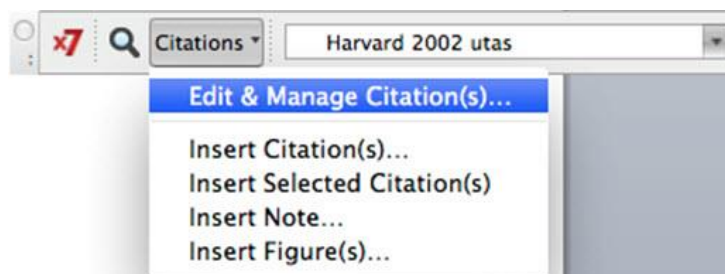 x7 Citations Harvard 2002 utas
Edit & Manage Citation(s)...
Insert Citation(s)...
Insert Selected Citation(s)
Insert Note...
Insert Figure(s)...